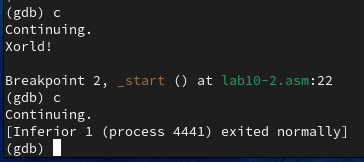 (gdb) c
Continuing.
Xorld!
Breakpoint 2, _start () at lab10-2.asm:22
(gdb) c
Continuing.
[Inferior 1 (process 4441) exited normally]
(gdb)